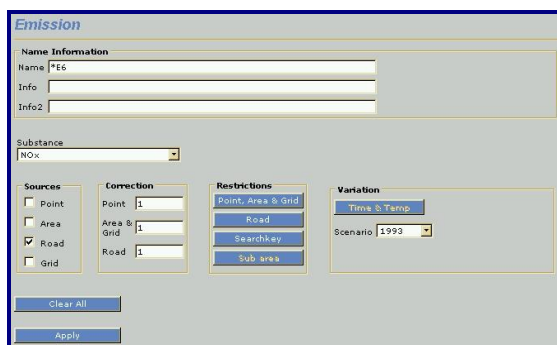 Emission
Name Information
Name *E6
Info
Info2
Substance
NOx
Sources
Point
Area
Road
Grid
Correction
Point 1
Area & Grid 1
Road 1
Restrictions
Point, Area & Grid
Road
Searchkey
Sub area
Variation
Time & Temp
Scenario 1993
Clear All
Apply